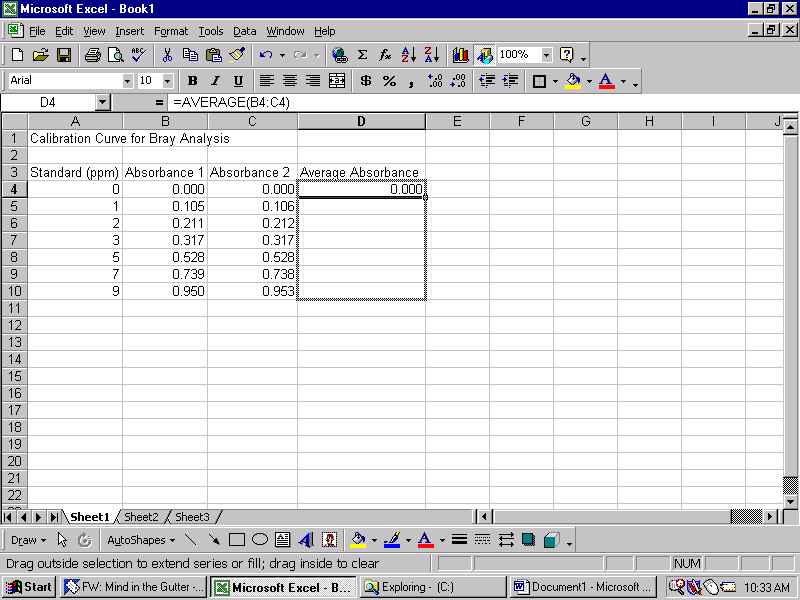 Microsoft Excel - Book1
File Edit View Insert Format Tools Data Window Help
100%
Arial 10 B I U $ % ,
D4 = =AVERAGE(B4:C4)
A B C D E F G H I J
1 Calibration Curve for Bray Analysis
2
3 Standard (ppm) Absorbance 1 Absorbance 2 Average Absorbance
4 0 0.000 0.000 0.000
5 1 0.105 0.106
6 2 0.211 0.212
7 3 0.317 0.317
8 5 0.528 0.528
9 7 0.739 0.738
10 9 0.950 0.953
11
12
13
14
15
16
17
18
19
20
21
22
Sheet1 Sheet2 Sheet3
Draw AutoShapes
Drag outside selection to extend series or fill; drag inside to clear NUM
Start FW: Mind in the Gutter -... Microsoft Excel - B... Exploring - (C:) Document1 - Microsoft ... 10:33 AM